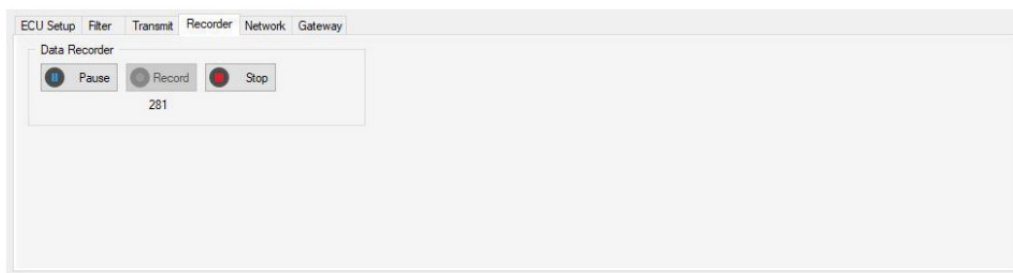 ECU Setup Filter Transmit Recorder Network Gateway
Data Recorder
Pause Record Stop
281